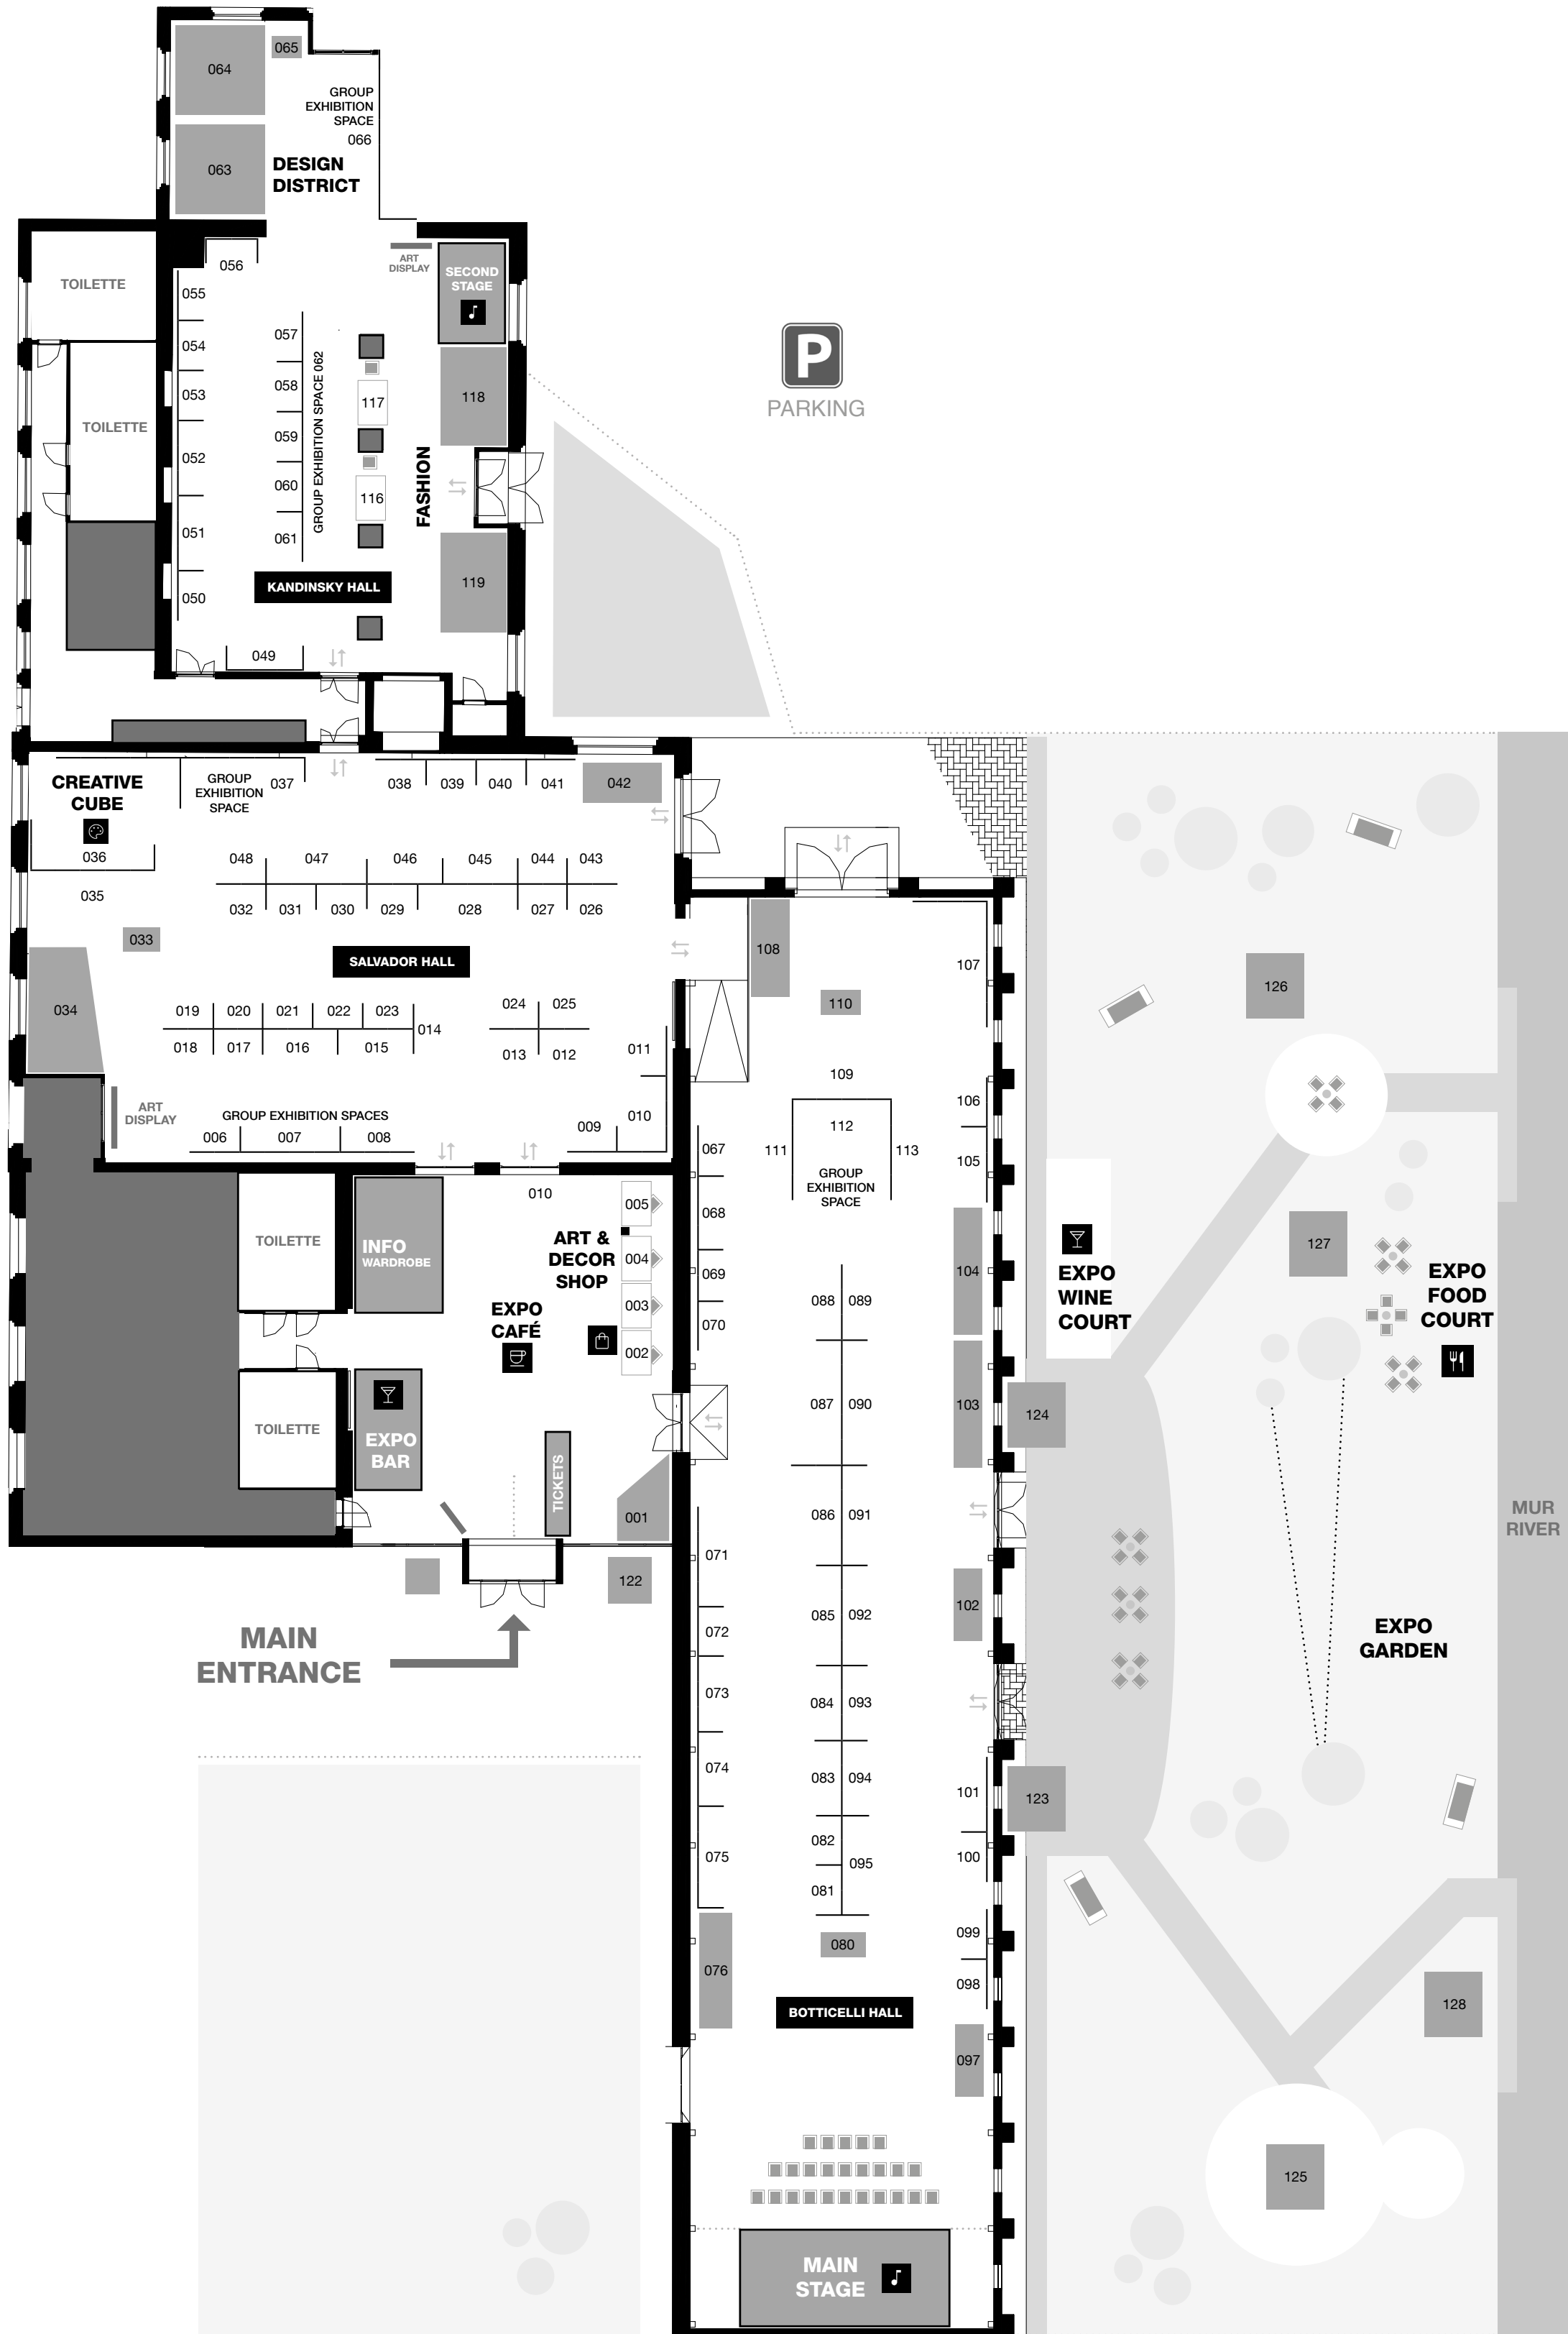 064
065
GROUP
EXHIBITION
SPACE
066
063
DESIGN
DISTRICT
TOILETTE
056
ART
DISPLAY
SECOND
STAGE
055
054
053
052
051
050
TOILETTE
057
058
059
060
061
GROUP EXHIBITION SPACE 062
117
116
FASHION
118
119
KANDINSKY HALL
049
P
PARKING
CREATIVE
CUBE
036
035
GROUP
EXHIBITION
SPACE
037
038
039
040
041
042
048
047
046
045
044
043
032
031
030
029
028
027
026
033
034
SALVADOR HALL
019
020
021
022
023
014
024
025
018
017
016
015
013
012
011
010
009
ART
DISPLAY
GROUP EXHIBITION SPACES
006
007
008
TOILETTE
INFO
WARDROBE
010
005
004
003
002
ART &
DECOR
SHOP
EXPO
CAFÉ
TOILETTE
EXPO
BAR
TICKETS
001
122
MAIN
ENTRANCE
108
110
107
109
106
105
111
112
113
GROUP
EXHIBITION
SPACE
067
068
069
070
104
103
088
089
087
090
086
091
085
092
084
093
083
094
082
095
081
071
072
073
074
075
076
102
101
100
099
098
097
080
BOTTICELLI HALL
MAIN
STAGE
126
127
EXPO
WINE
COURT
EXPO
FOOD
COURT
124
MUR
RIVER
EXPO
GARDEN
123
128
125